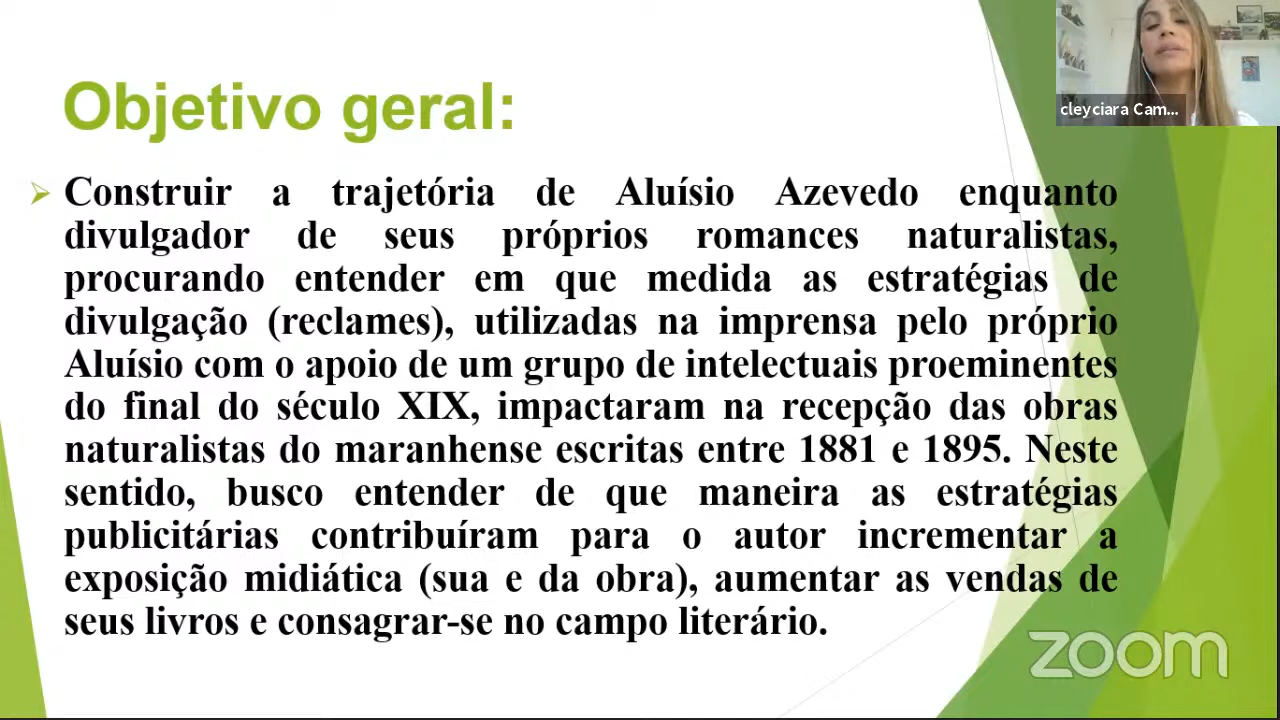 cleyciara Cam...
Objetivo geral:
Construir a trajetória de Aluísio Azevedo enquanto
divulgador de seus próprios romances naturalistas,
procurando entender em que medida as estratégias de
divulgação (reclames), utilizadas na imprensa pelo próprio
Aluísio com o apoio de um grupo de intelectuais proeminentes
do final do século XIX, impactaram na recepção das obras
naturalistas do maranhense escritas entre 1881 e 1895. Neste
sentido, busco entender de que maneira as estratégias
publicitárias contribuíram para o autor incrementar a
exposição midiática (sua e da obra), aumentar as vendas de
seus livros e consagrar-se no campo literário.
zoom